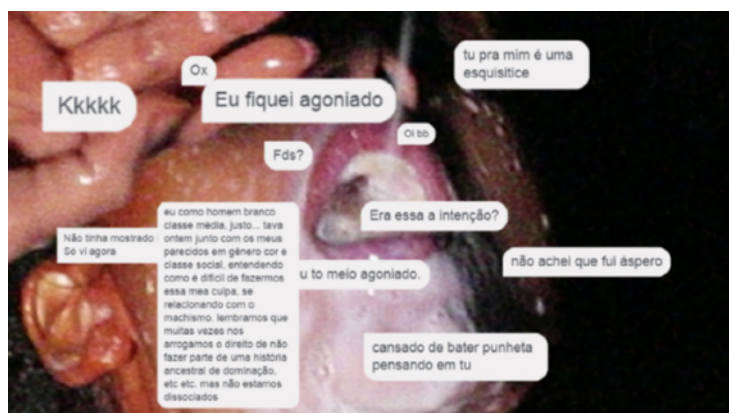 tu pra mim é uma
esquisitice
Ox
Kkkkk
Eu fiquei agoniado
Oi bb
Fds?
Era essa a intenção?
Não tinha mostrado
Só vi agora
eu como homem branco
classe média, justo... tava
ontem junto com os meus
parecidos em gênero cor e
classe social, entendendo
como é difícil de fazermos
essa mea culpa, se
relacionando com o
machismo. lembramos que
muitas vezes nos
arrogamos o direito de não
fazer parte de uma história
ancestral de dominação,
etc etc. mas não estamos
dissociados
não achei que fui áspero
u to meio agoniado.
cansado de bater punheta
pensando em tu